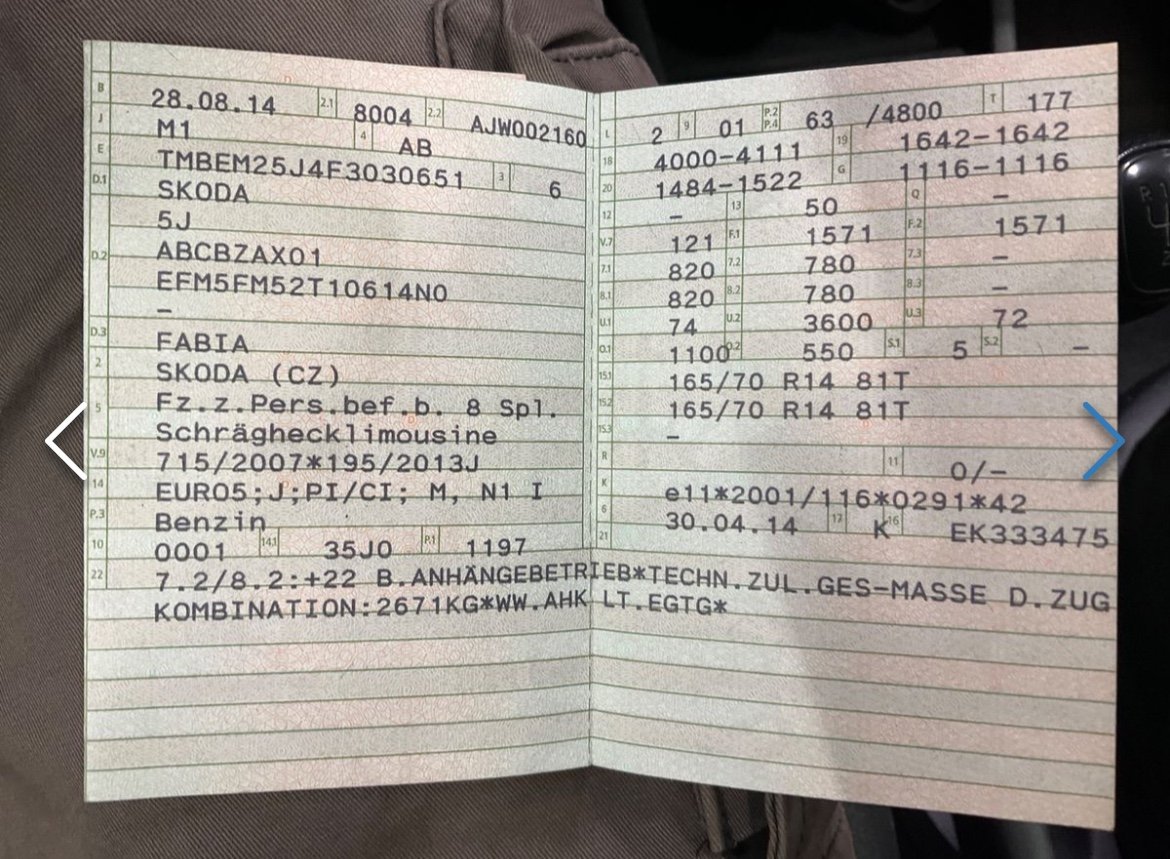 B 28.08.14 2.1 8004 2.2 AJW002160
J M1 4 AB
E TMBEM25J4F3030651 3 6
D.1 SKODA
5J
D.2 ABCBZAX01
EFM5FM52T10614N0
–
D.3 FABIA
2 SKODA (CZ)
5 Fz.z.Pers.bef.b. 8 Spl.
Schräghecklimousine
V.9 715/2007*195/2013J
14 EURO5;J;PI/CI; M, N1 I
P.3 Benzin
10 0001 14.1 35J0 P.1 1197
L 2 9 01 P.2 P.4 63 /4800 T 177
18 4000-4111 19 1642-1642
20 1484-1522 G 1116-1116
12 – 13 50 Q –
V.7 121 F.1 1571 F.2 1571
7.1 820 7.2 780 7.3 –
8.1 820 8.2 780 8.3 –
U.1 74 U.2 3600 U.3 72
O.1 1100 O.2 550 S.1 5 S.2 –
15.1 165/70 R14 81T
15.2 165/70 R14 81T
15.3 –
R 11 0/–
K e11*2001/116*0291*42
6 30.04.14 17 K 16 EK333475
21
22 7.2/8.2:+22 B.ANHÄNGEBETRIEB*TECHN.ZUL.GES-MASSE D.ZUG
KOMBINATION:2671KG*WW.AHK LT.EGTG*